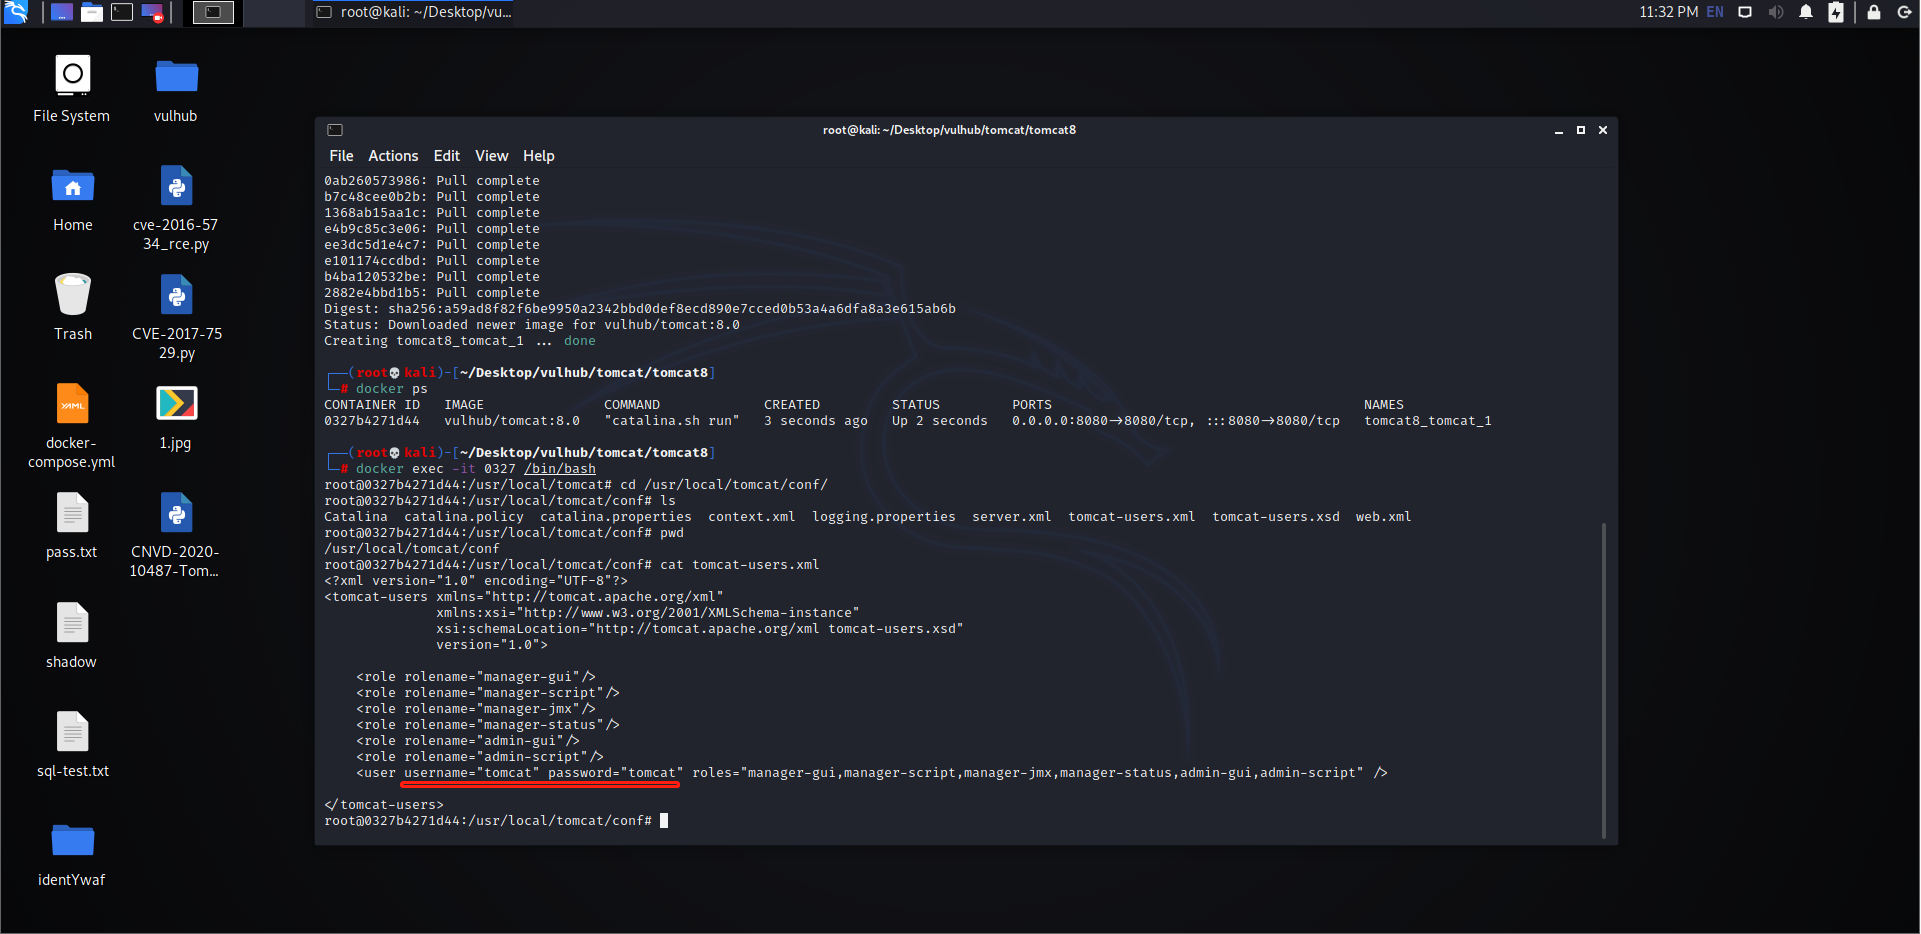 root@kali: ~/Desktop/vu...
11:32 PM EN
File System
vulhub
Home
cve-2016-57
34_rce.py
Trash
CVE-2017-75
29.py
YAML
docker-
compose.yml
1.jpg
pass.txt
CNVD-2020-
10487-Tom...
shadow
sql-test.txt
identYwaf
root@kali: ~/Desktop/vulhub/tomcat/tomcat8
File Actions Edit View Help
0ab260573986: Pull complete
b7c48cee0b2b: Pull complete
1368ab15aa1c: Pull complete
e4b9c85c3e06: Pull complete
ee3dc5d1e4c7: Pull complete
e101174ccdbd: Pull complete
b4ba120532be: Pull complete
2882e4bbd1b5: Pull complete
Digest: sha256:a59ad8f82f6be9950a2342bbd0def8ecd890e7cced0b53a4a6dfa8a3e615ab6b
Status: Downloaded newer image for vulhub/tomcat:8.0
Creating tomcat8_tomcat_1 ... done
┌──(root💀kali)-[~/Desktop/vulhub/tomcat/tomcat8]
└─# docker ps
CONTAINER ID IMAGE COMMAND CREATED STATUS PORTS NAMES
0327b4271d44 vulhub/tomcat:8.0 "catalina.sh run" 3 seconds ago Up 2 seconds 0.0.0.0:8080->8080/tcp, :::8080->8080/tcp tomcat8_tomcat_1
┌──(root💀kali)-[~/Desktop/vulhub/tomcat/tomcat8]
└─# docker exec -it 0327 /bin/bash
root@0327b4271d44:/usr/local/tomcat# cd /usr/local/tomcat/conf/
root@0327b4271d44:/usr/local/tomcat/conf# ls
Catalina catalina.policy catalina.properties context.xml logging.properties server.xml tomcat-users.xml tomcat-users.xsd web.xml
root@0327b4271d44:/usr/local/tomcat/conf# pwd
/usr/local/tomcat/conf
root@0327b4271d44:/usr/local/tomcat/conf# cat tomcat-users.xml
<?xml version="1.0" encoding="UTF-8"?>
<tomcat-users xmlns="http://tomcat.apache.org/xml"
xmlns:xsi="http://www.w3.org/2001/XMLSchema-instance"
xsi:schemaLocation="http://tomcat.apache.org/xml tomcat-users.xsd"
version="1.0">
<role rolename="manager-gui"/>
<role rolename="manager-script"/>
<role rolename="manager-jmx"/>
<role rolename="manager-status"/>
<role rolename="admin-gui"/>
<role rolename="admin-script"/>
<user username="tomcat" password="tomcat" roles="manager-gui,manager-script,manager-jmx,manager-status,admin-gui,admin-script" />
</tomcat-users>
root@0327b4271d44:/usr/local/tomcat/conf#